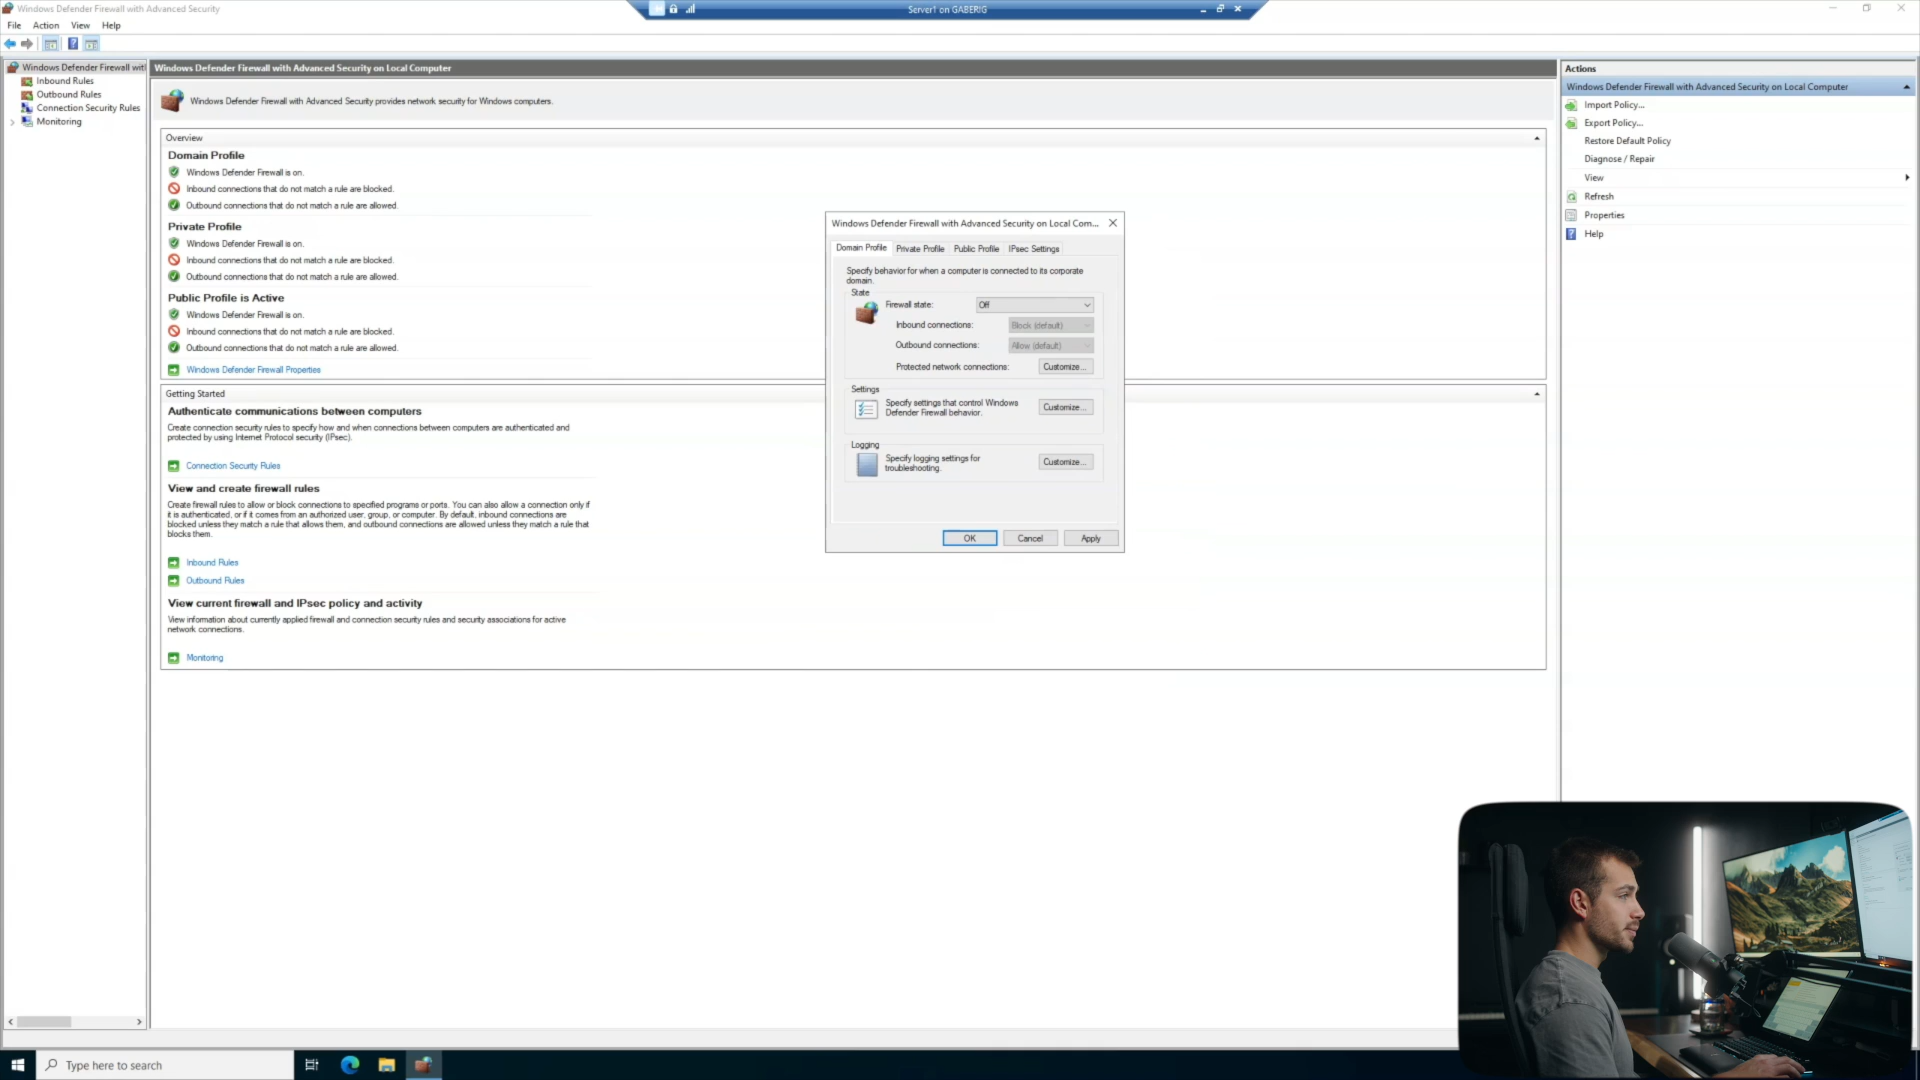 Windows Defender Firewall with Advanced Security
Server1 on GABERIG
File Action View Help
Windows Defender Firewall wit
Inbound Rules
Outbound Rules
Connection Security Rules
Monitoring
Windows Defender Firewall with Advanced Security on Local Computer
Windows Defender Firewall with Advanced Security provides network security for Windows computers.
Overview
Domain Profile
Windows Defender Firewall is on.
Inbound connections that do not match a rule are blocked.
Outbound connections that do not match a rule are allowed.
Private Profile
Windows Defender Firewall is on.
Inbound connections that do not match a rule are blocked.
Outbound connections that do not match a rule are allowed.
Public Profile is Active
Windows Defender Firewall is on.
Inbound connections that do not match a rule are blocked.
Outbound connections that do not match a rule are allowed.
Windows Defender Firewall Properties
Getting Started
Authenticate communications between computers
Create connection security rules to specify how and when connections between computers are authenticated and
protected by using Internet Protocol security (IPsec).
Connection Security Rules
View and create firewall rules
Create firewall rules to allow or block connections to specified programs or ports. You can also allow a connection only if
it is authenticated, or if it comes from an authorized user, group, or computer. By default, inbound connections are
blocked unless they match a rule that allows them, and outbound connections are allowed unless they match a rule that
blocks them.
Inbound Rules
Outbound Rules
View current firewall and IPsec policy and activity
View information about currently applied firewall and connection security rules and security associations for active
network connections.
Monitoring
Windows Defender Firewall with Advanced Security on Local Com...
Domain Profile Private Profile Public Profile IPsec Settings
Specify behavior for when a computer is connected to its corporate
domain.
State
Firewall state: Off
Inbound connections: Block (default)
Outbound connections: Allow (default)
Protected network connections: Customize...
Settings
Specify settings that control Windows
Defender Firewall behavior.
Customize...
Logging
Specify logging settings for
troubleshooting.
Customize...
OK Cancel Apply
Actions
Windows Defender Firewall with Advanced Security on Local Computer
Import Policy...
Export Policy...
Restore Default Policy
Diagnose / Repair
View
Refresh
Properties
Help
Type here to search